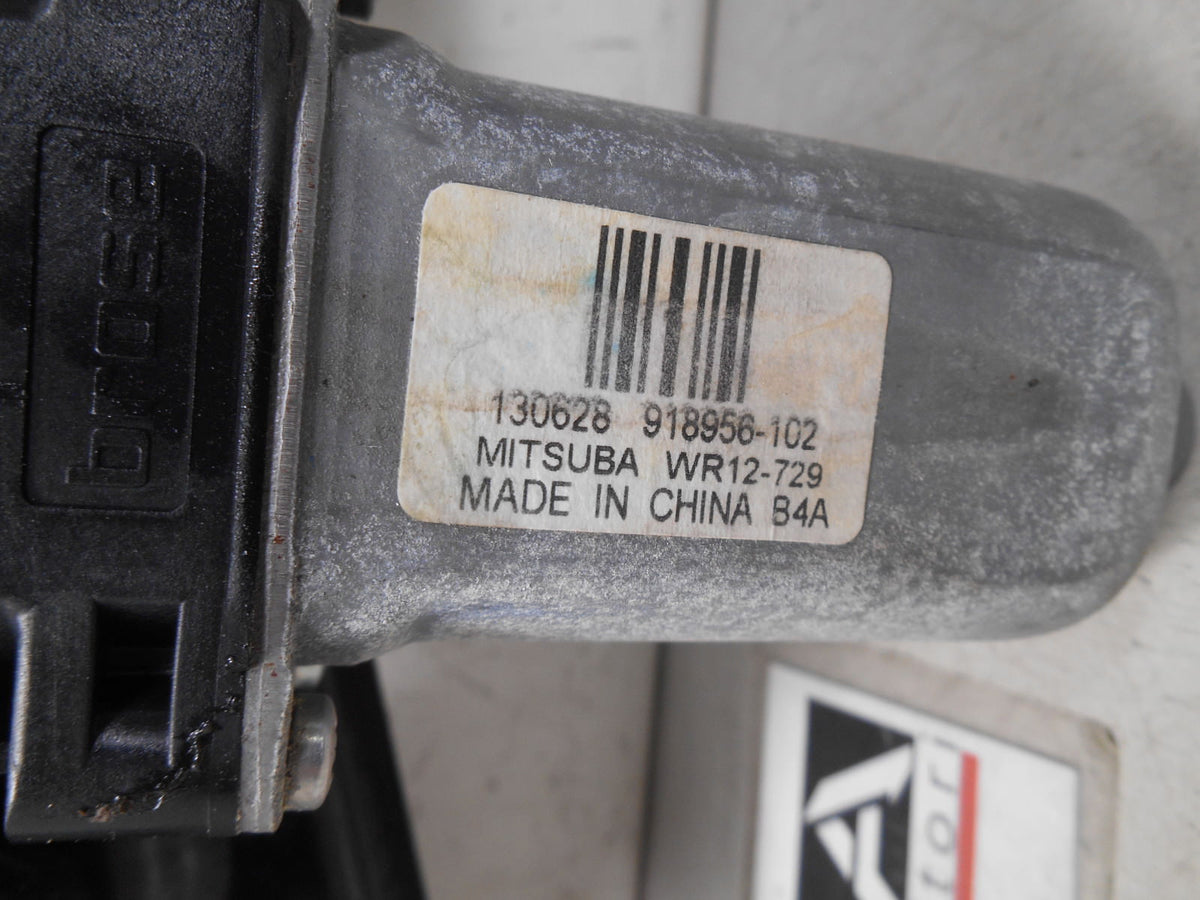 brose
130628 918956-102
MITSUBA WR12-729
MADE IN CHINA B4A